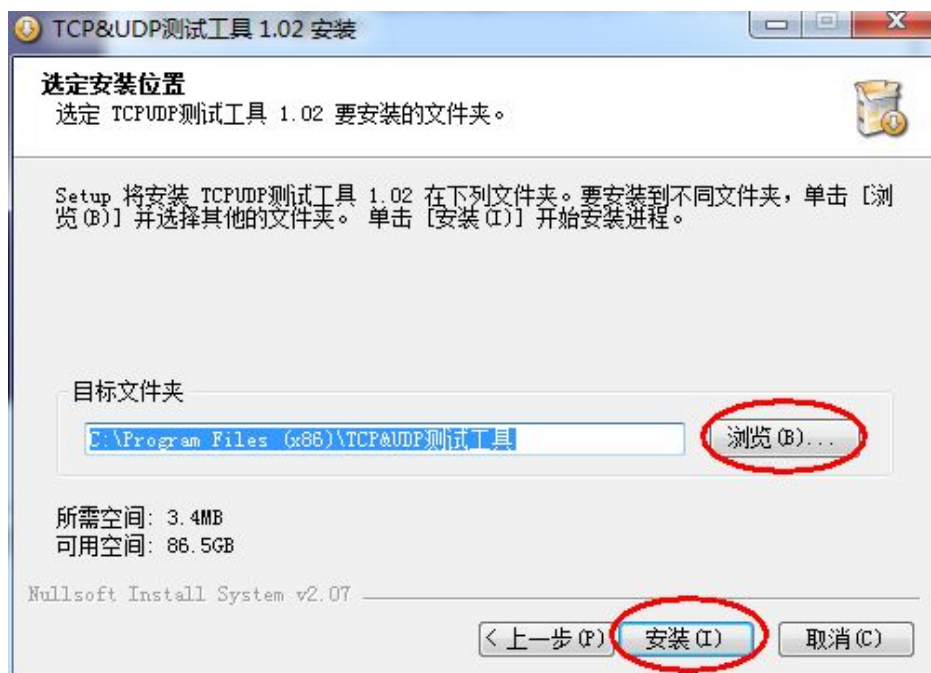 TCP&UDP测试工具 1.02 安装
选定安装位置
选定 TCPUDP测试工具 1.02 要安装的文件夹。
Setup 将安装 TCPUDP测试工具 1.02 在下列文件夹。要安装到不同文件夹，单击 [浏
览(B)] 并选择其他的文件夹。 单击 [安装(I)] 开始安装进程。
目标文件夹
C:\Program Files (x86)\TCP&UDP测试工具
浏览(B)...
所需空间: 3.4MB
可用空间: 86.5GB
Nullsoft Install System v2.07
< 上一步(P)
安装(I)
取消(C)